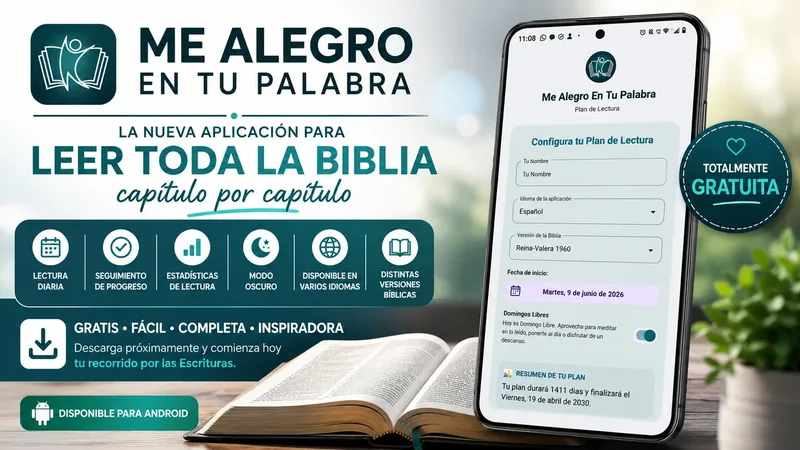 ME ALEGRO
EN TU PALABRA
LA NUEVA APLICACIÓN PARA
LEER TODA LA BIBLIA
capítulo por capítulo
LECTURA
DIARIA
SEGUIMIENTO
DE PROGRESO
ESTADÍSTICAS
DE LECTURA
MODO
OSCURO
DISPONIBLE EN
VARIOS IDIOMAS
DISTINTAS
VERSIONES
BÍBLICAS
GRATIS • FÁCIL • COMPLETA • INSPIRADORA
Descarga próximamente y comienza hoy
tu recorrido por las Escrituras.
DISPONIBLE PARA ANDROID
11:08
Me Alegro En Tu Palabra
Plan de Lectura
Configura tu Plan de Lectura
Tu Nombre
Tu Nombre
Idioma de la aplicación
Español
Versión de la Biblia
Reina-Valera 1960
Fecha de inicio:
Martes, 9 de junio de 2026
Domingos Libres
Hoy es Domingo Libre. Aprovecha para meditar
en lo leído, ponerte al día o disfrutar de un
descanso.
RESUMEN DE TU PLAN
Tu plan durará 1411 días y finalizará el
Viernes, 19 de abril de 2030.
TOTALMENTE
GRATUITA